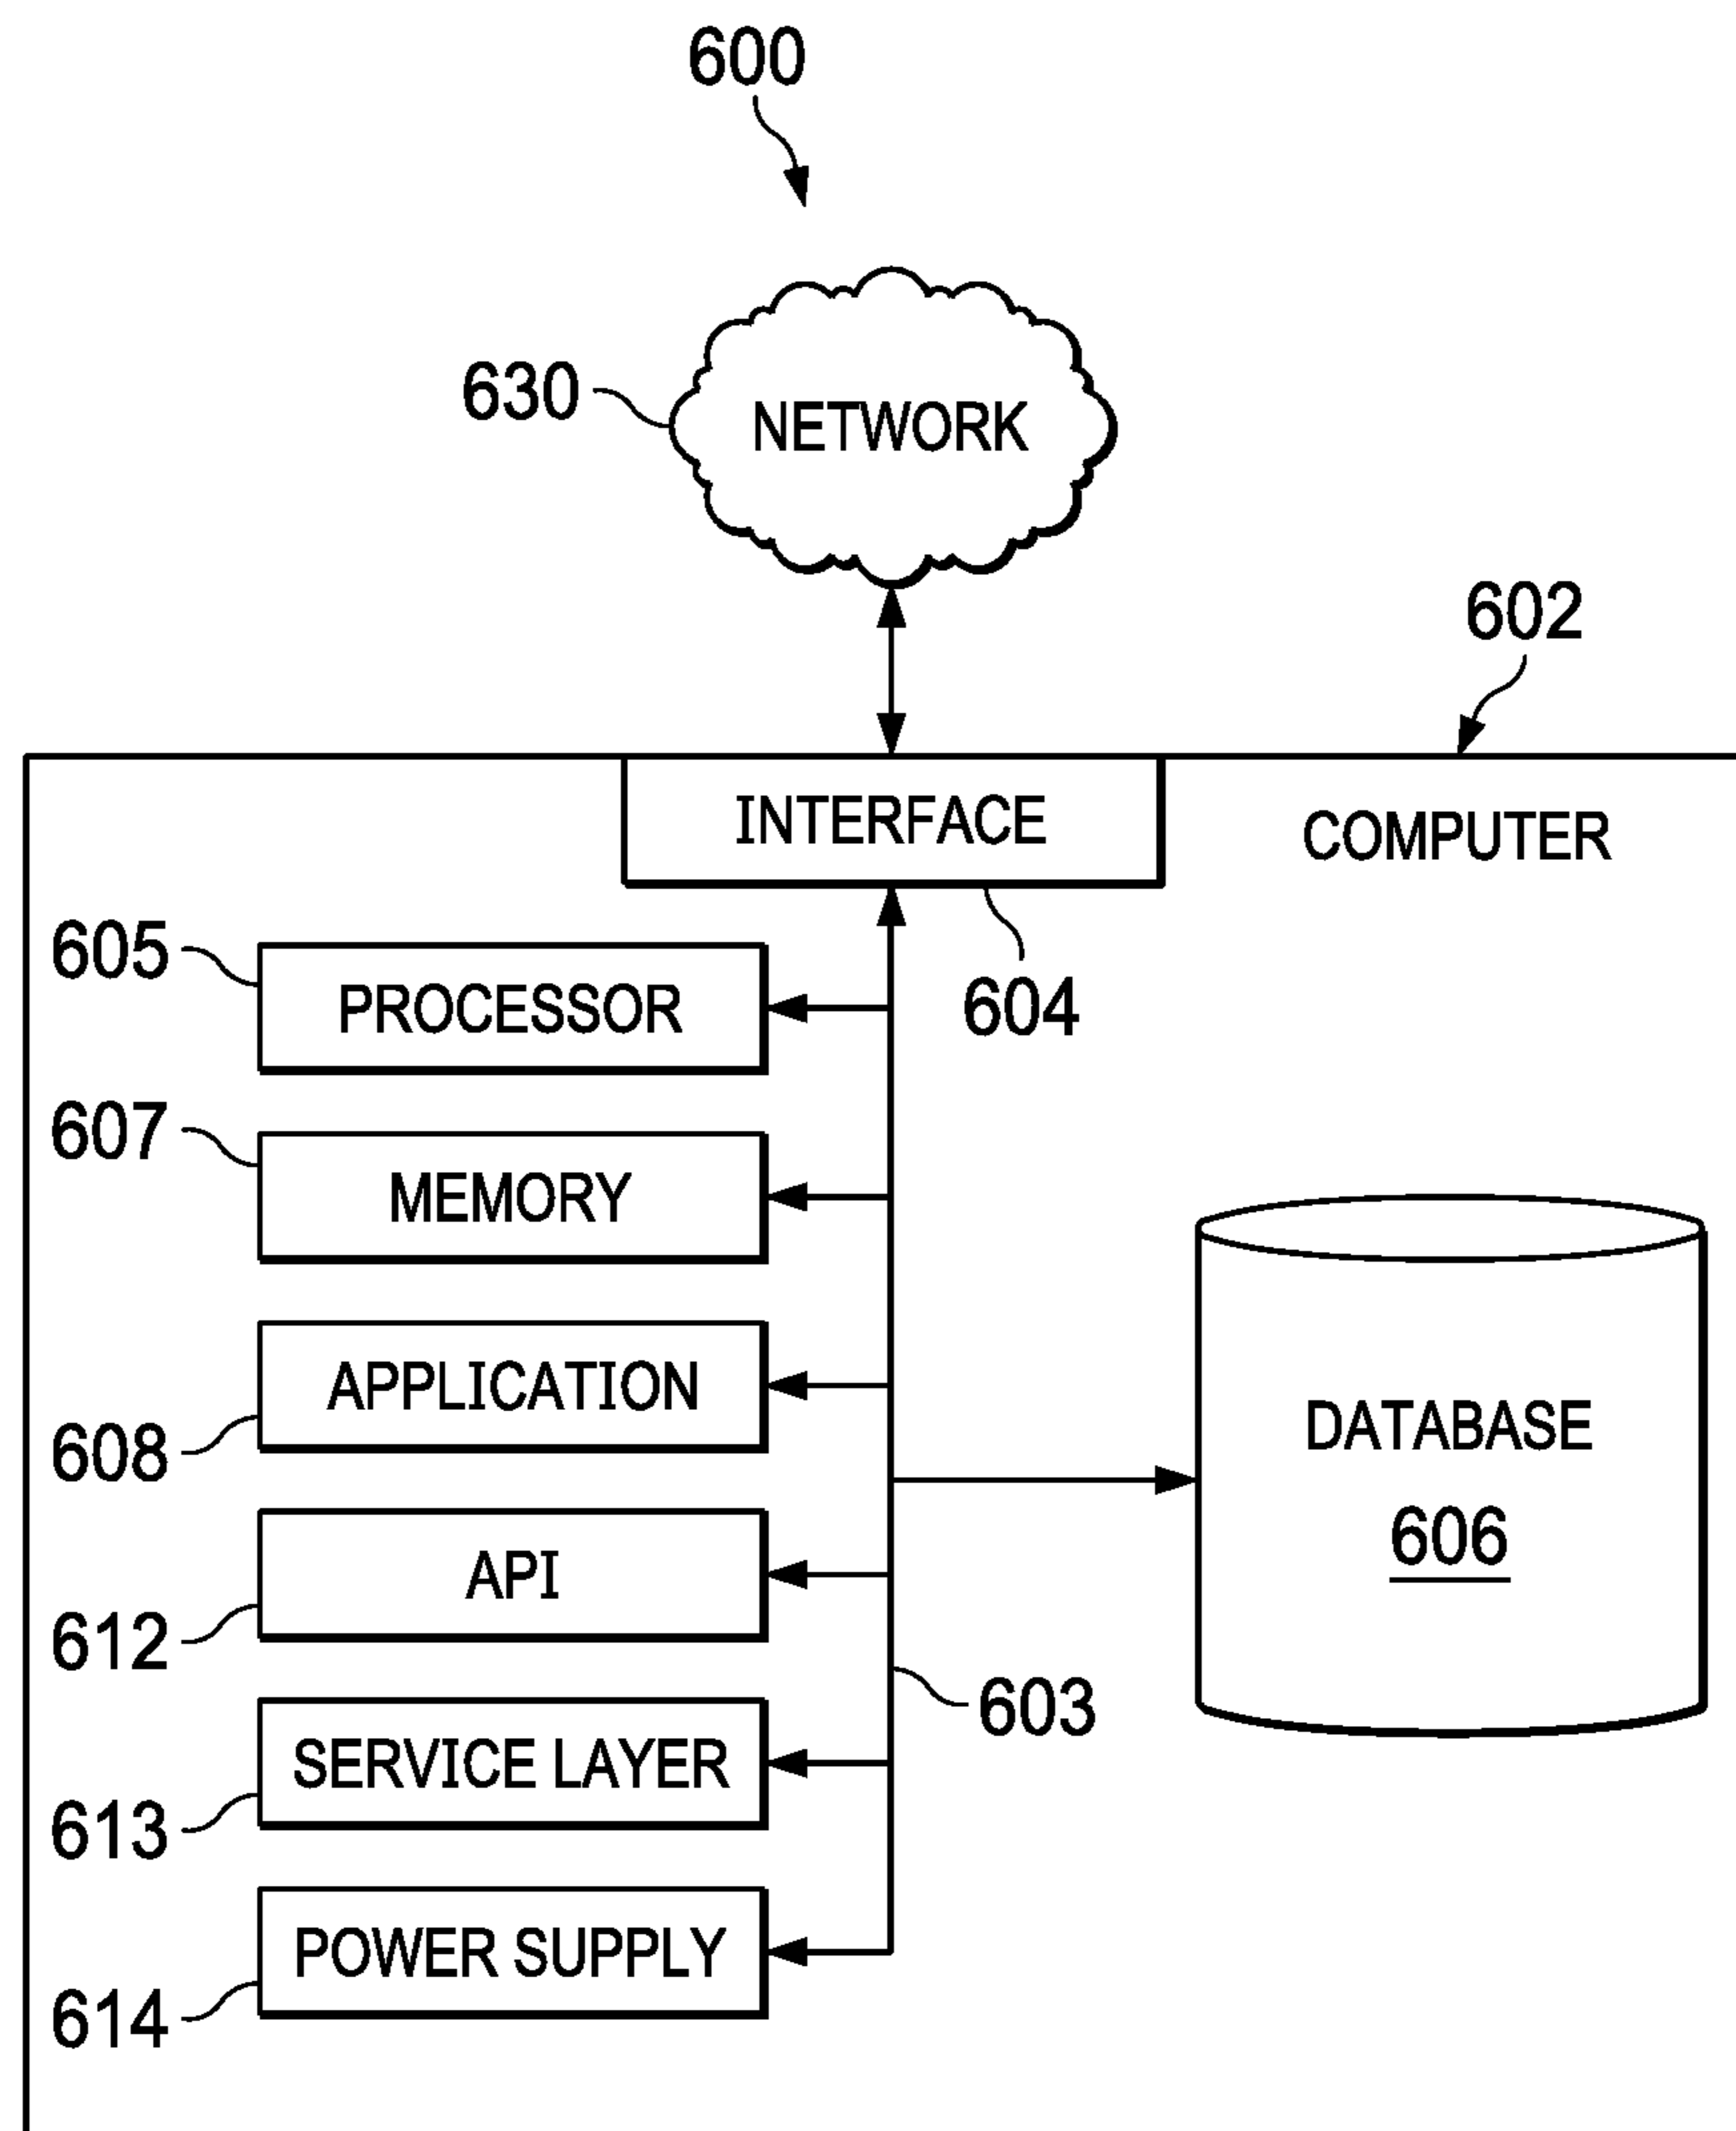 600
630
NETWORK
602
INTERFACE
COMPUTER
605
PROCESSOR
604
607
MEMORY
APPLICATION
608
DATABASE
606
API
612
603
SERVICE LAYER
613
POWER SUPPLY
614